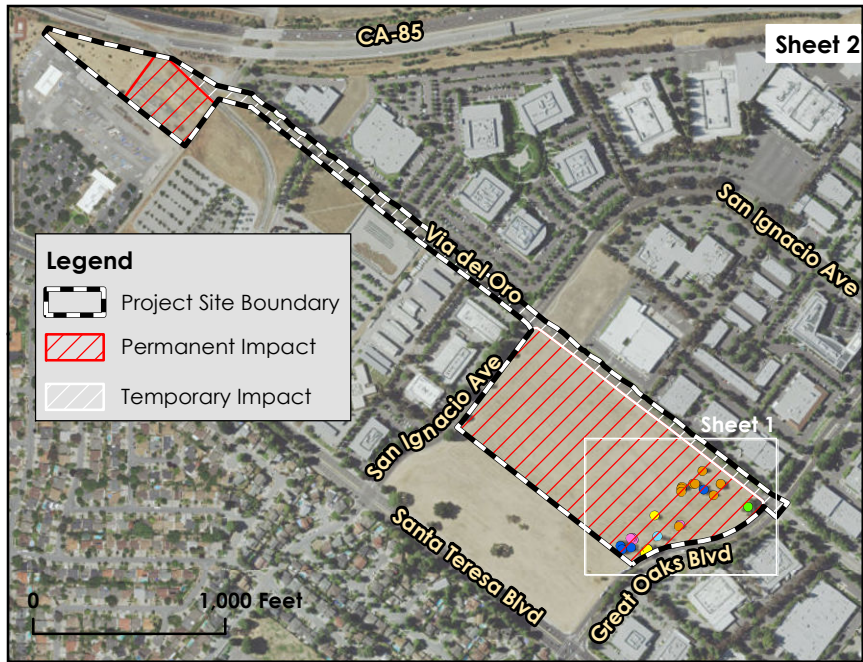 CA-85
Sheet 2
San Ignacio Ave
Via del Oro
Legend
Project Site Boundary
Permanent Impact
Temporary Impact
San Ignacio Ave
Sheet 1
Santa Teresa Blvd
Great Oaks Blvd
0 1,000 Feet